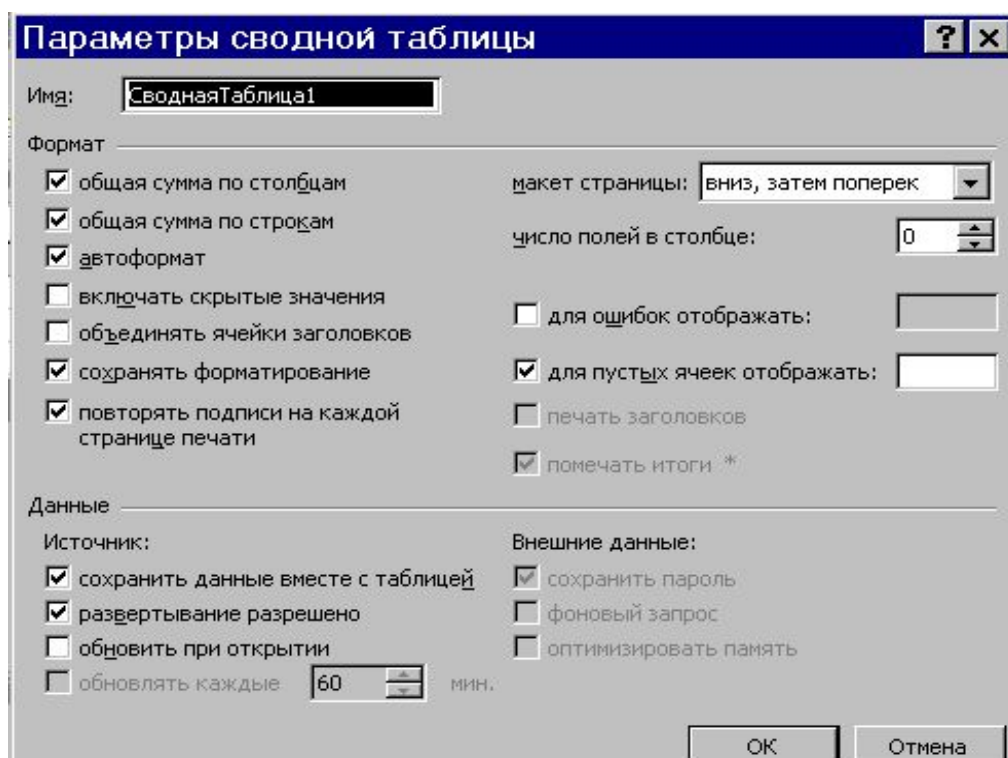 Параметры сводной таблицы
Имя: СводнаяТаблица1
Формат
общая сумма по столбцам
общая сумма по строкам
автоформат
включать скрытые значения
объединять ячейки заголовков
сохранять форматирование
повторять подписи на каждой
странице печати
макет страницы: вниз, затем поперек
число полей в столбце: 0
для ошибок отображать:
для пустых ячеек отображать:
печать заголовков
помечать итоги *
Данные
Источник:
сохранить данные вместе с таблицей
развертывание разрешено
обновить при открытии
обновлять каждые 60 мин.
Внешние данные:
сохранить пароль
фоновый запрос
оптимизировать память
ОК
Отмена